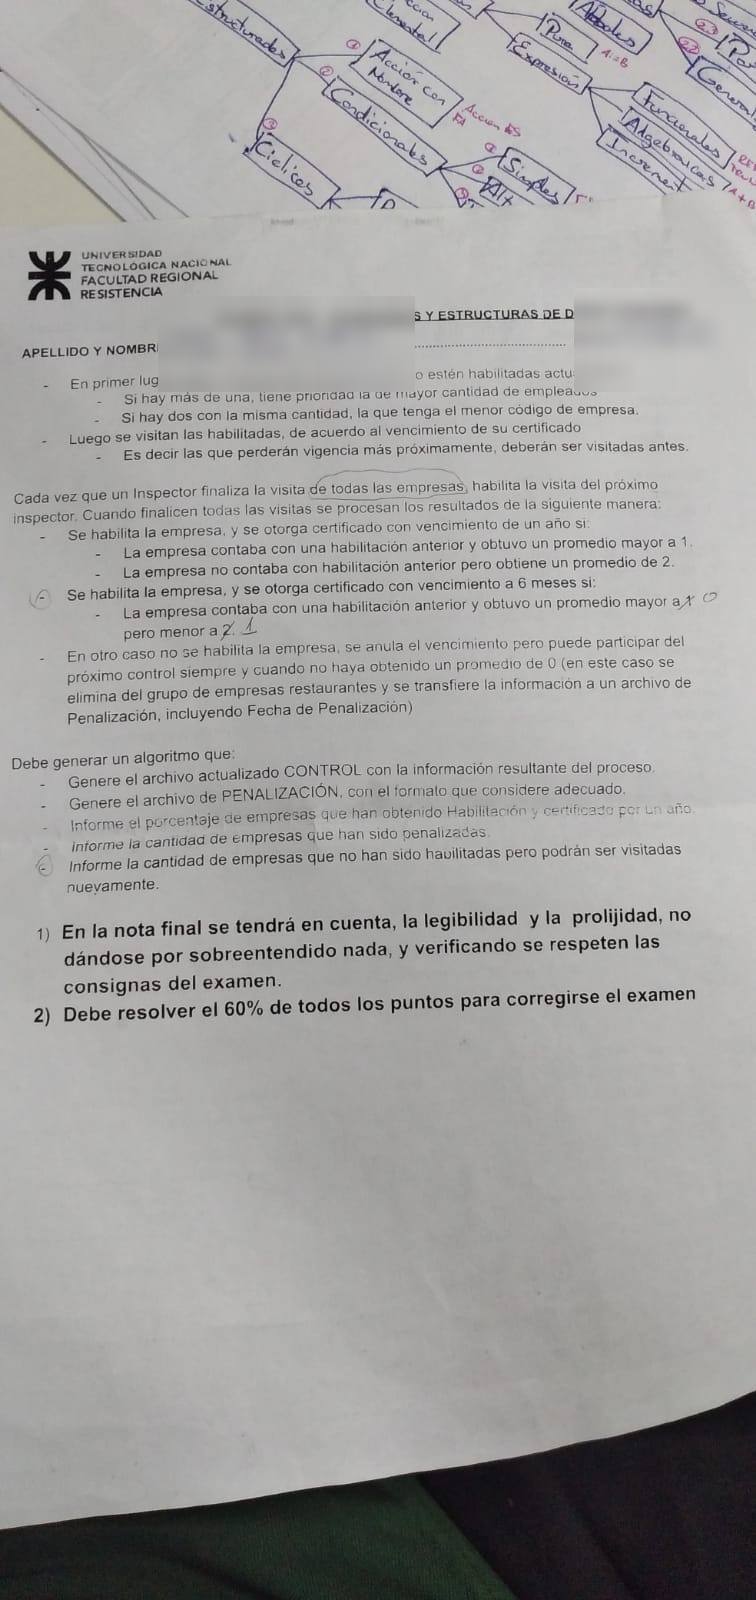 structurados
cción
Elemental
Acción con
Nombre
Acción ES
Condicionales
Simples
Alt
Ciclicos
Pura
A:=B
Expresión
General
Funcionales
Algebraicas
Increment
A+B
UNIVERSIDAD
TECNOLÓGICA NACIONAL
FACULTAD REGIONAL
RESISTENCIA
S Y ESTRUCTURAS DE D
APELLIDO Y NOMBR
- En primer lug o estén habilitadas actu
- Si hay más de una, tiene prioridad la de mayor cantidad de empleados
- Si hay dos con la misma cantidad, la que tenga el menor código de empresa.
- Luego se visitan las habilitadas, de acuerdo al vencimiento de su certificado
- Es decir las que perderán vigencia más próximamente, deberán ser visitadas antes.
Cada vez que un Inspector finaliza la visita de todas las empresas, habilita la visita del próximo
inspector. Cuando finalicen todas las visitas se procesan los resultados de la siguiente manera:
- Se habilita la empresa, y se otorga certificado con vencimiento de un año si:
- La empresa contaba con una habilitación anterior y obtuvo un promedio mayor a 1.
- La empresa no contaba con habilitación anterior pero obtiene un promedio de 2.
- Se habilita la empresa, y se otorga certificado con vencimiento a 6 meses si:
- La empresa contaba con una habilitación anterior y obtuvo un promedio mayor a 1 0
pero menor a 2. 1
- En otro caso no se habilita la empresa, se anula el vencimiento pero puede participar del
próximo control siempre y cuando no haya obtenido un promedio de 0 (en este caso se
elimina del grupo de empresas restaurantes y se transfiere la información a un archivo de
Penalización, incluyendo Fecha de Penalización)
Debe generar un algoritmo que:
- Genere el archivo actualizado CONTROL con la información resultante del proceso.
- Genere el archivo de PENALIZACIÓN, con el formato que considere adecuado.
- Informe el porcentaje de empresas que han obtenido Habilitación y certificado por un año.
- Informe la cantidad de empresas que han sido penalizadas.
- Informe la cantidad de empresas que no han sido habilitadas pero podrán ser visitadas
nuevamente.
1) En la nota final se tendrá en cuenta, la legibilidad y la prolijidad, no
dándose por sobreentendido nada, y verificando se respeten las
consignas del examen.
2) Debe resolver el 60% de todos los puntos para corregirse el examen